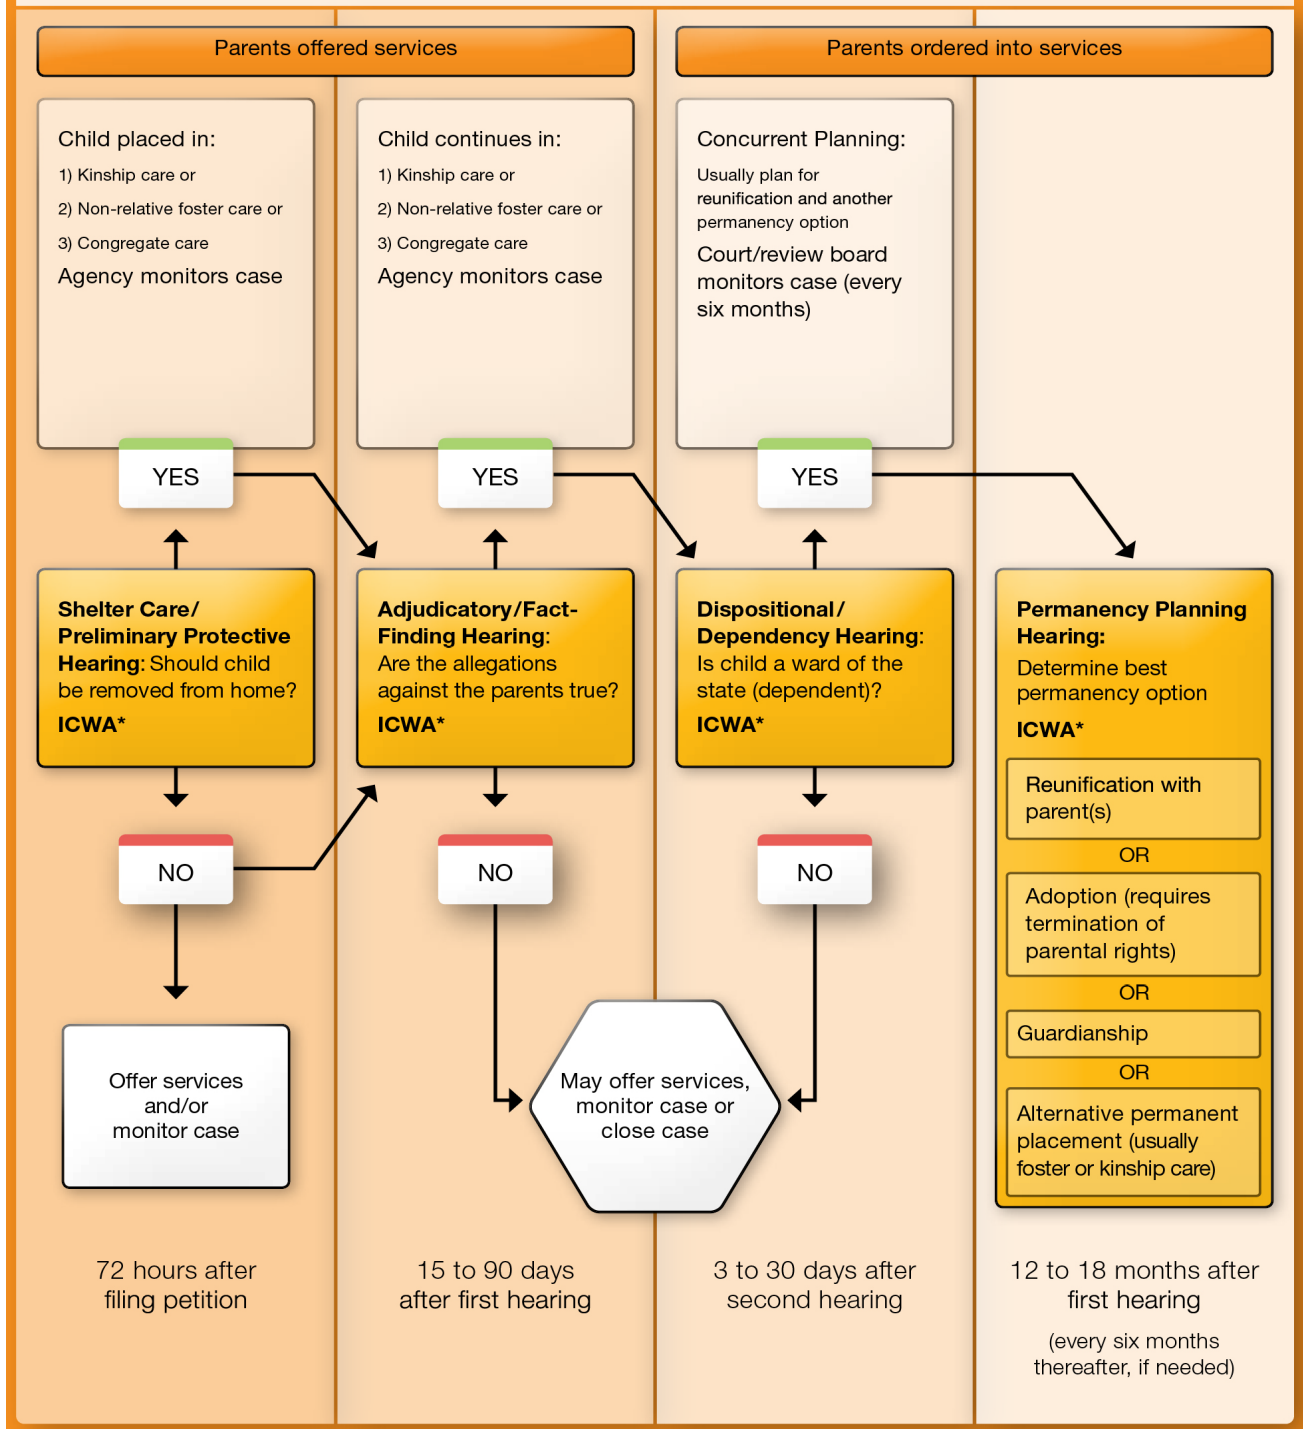 Parents offered services
Parents ordered into services
Child placed in:
1) Kinship care or
2) Non-relative foster care or
3) Congregate care
Agency monitors case
Child continues in:
1) Kinship care or
2) Non-relative foster care or
3) Congregate care
Agency monitors case
Concurrent Planning:
Usually plan for
reunification and another
permanency option
Court/review board
monitors case (every
six months)
YES
YES
YES
Shelter Care/
Preliminary Protective
Hearing: Should child
be removed from home?
ICWA*
Adjudicatory/Fact-
Finding Hearing:
Are the allegations
against the parents true?
ICWA*
Dispositional/
Dependency Hearing:
Is child a ward of the
state (dependent)?
ICWA*
Permanency Planning
Hearing:
Determine best
permanency option
ICWA*
Reunification with
parent(s)
OR
Adoption (requires
termination of
parental rights)
OR
Guardianship
OR
Alternative permanent
placement (usually
foster or kinship care)
NO
NO
NO
Offer services
and/or
monitor case
May offer services,
monitor case or
close case
72 hours after
filing petition
15 to 90 days
after first hearing
3 to 30 days after
second hearing
12 to 18 months after
first hearing
(every six months
thereafter, if needed)